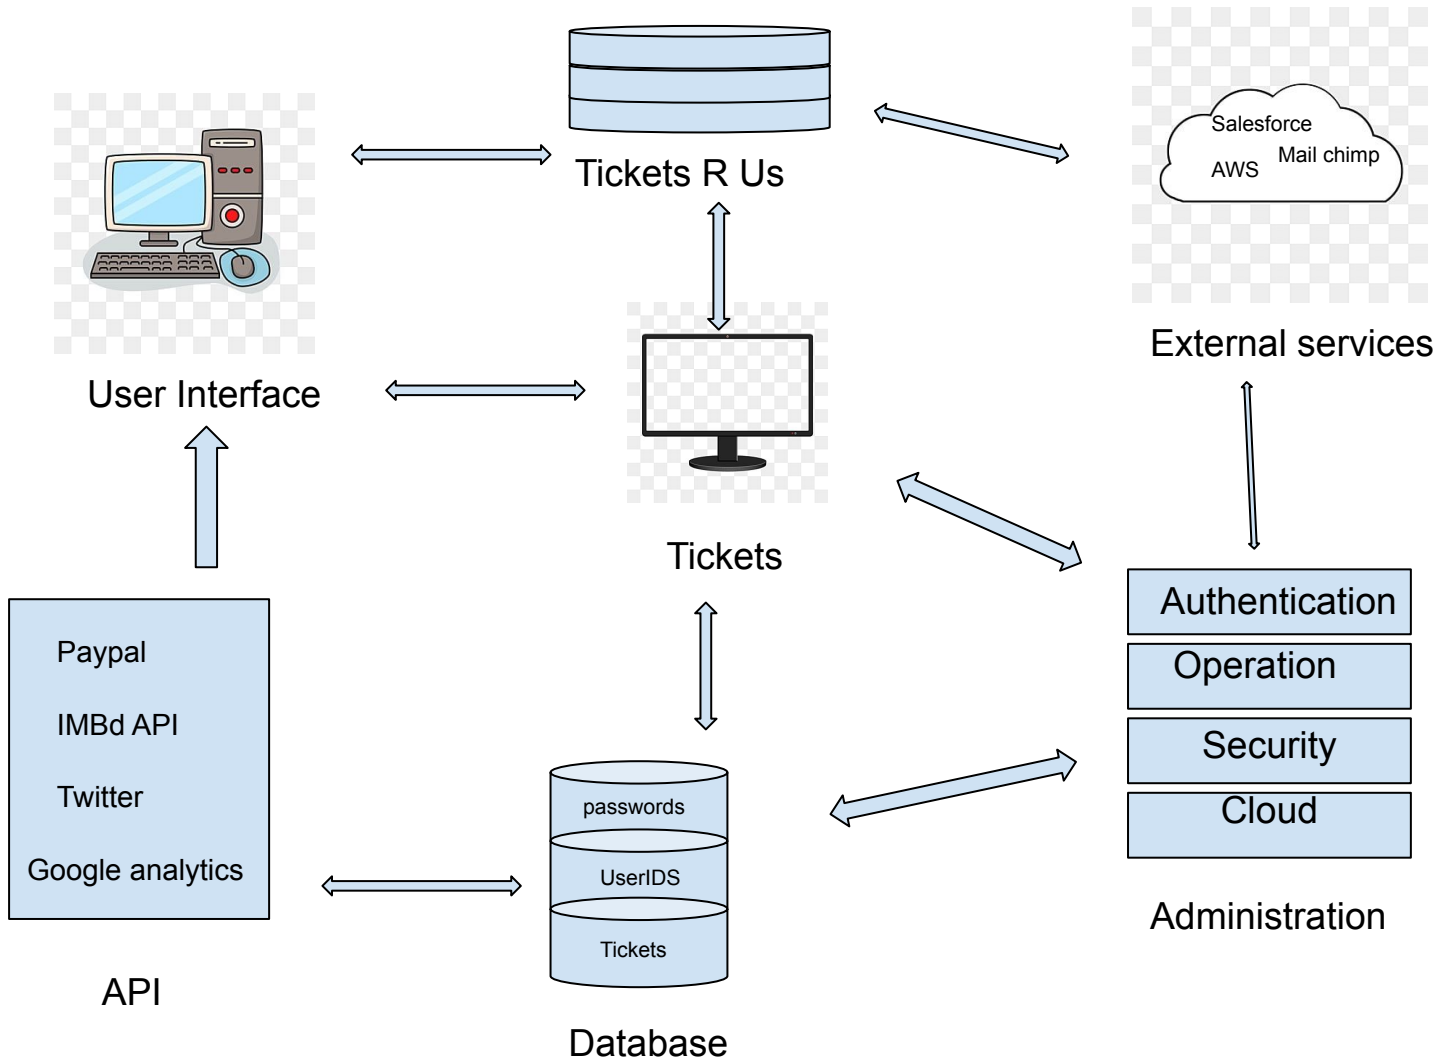 Tickets R Us
Salesforce
Mail chimp
AWS
External services
User Interface
Tickets
Paypal
IMBd API
Twitter
Google analytics
API
passwords
UserIDS
Tickets
Database
Authentication
Operation
Security
Cloud
Administration